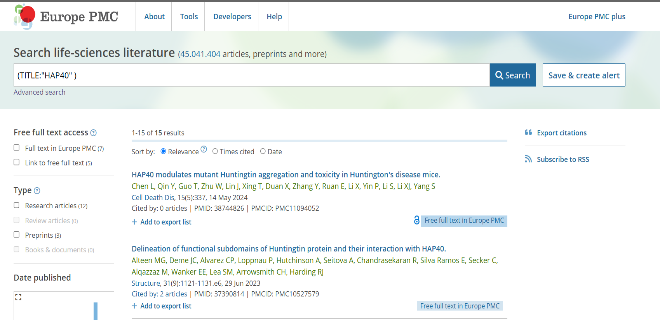 Europe PMC
About
Tools
Developers
Help
Europe PMC plus
Search life-sciences literature (45,041,404 articles, preprints and more)
(TITLE:"HAP40" )
Search
Save & create alert
Advanced search
Free full text access
Full text in Europe PMC (7)
Link to free full text (5)
Type
Research articles (12)
Review articles (0)
Preprints (3)
Books & documents (0)
Date published
1-15 of 15 results
Sort by: Relevance Times cited Date
HAP40 modulates mutant Huntingtin aggregation and toxicity in Huntington's disease mice.
Chen L, Qin Y, Guo T, Zhu W, Lin J, Xing T, Duan X, Zhang Y, Ruan E, Li X, Yin P, Li S, Li XJ, Yang S
Cell Death Dis, 15(5):337, 14 May 2024
Cited by: 0 articles | PMID: 38744826 | PMCID: PMC11094052
Free full text in Europe PMC
+ Add to export list
Delineation of functional subdomains of Huntingtin protein and their interaction with HAP40.
Alteen MG, Deme JC, Alvarez CP, Loppnau P, Hutchinson A, Seitova A, Chandrasekaran R, Silva Ramos E, Secker C,
Alqazzaz M, Wanker EE, Lea SM, Arrowsmith CH, Harding RJ
Structure, 31(9):1121-1131.e6, 29 Jun 2023
Cited by: 2 articles | PMID: 37390814 | PMCID: PMC10527579
+ Add to export list
Free full text in Europe PMC
Export citations
Subscribe to RSS